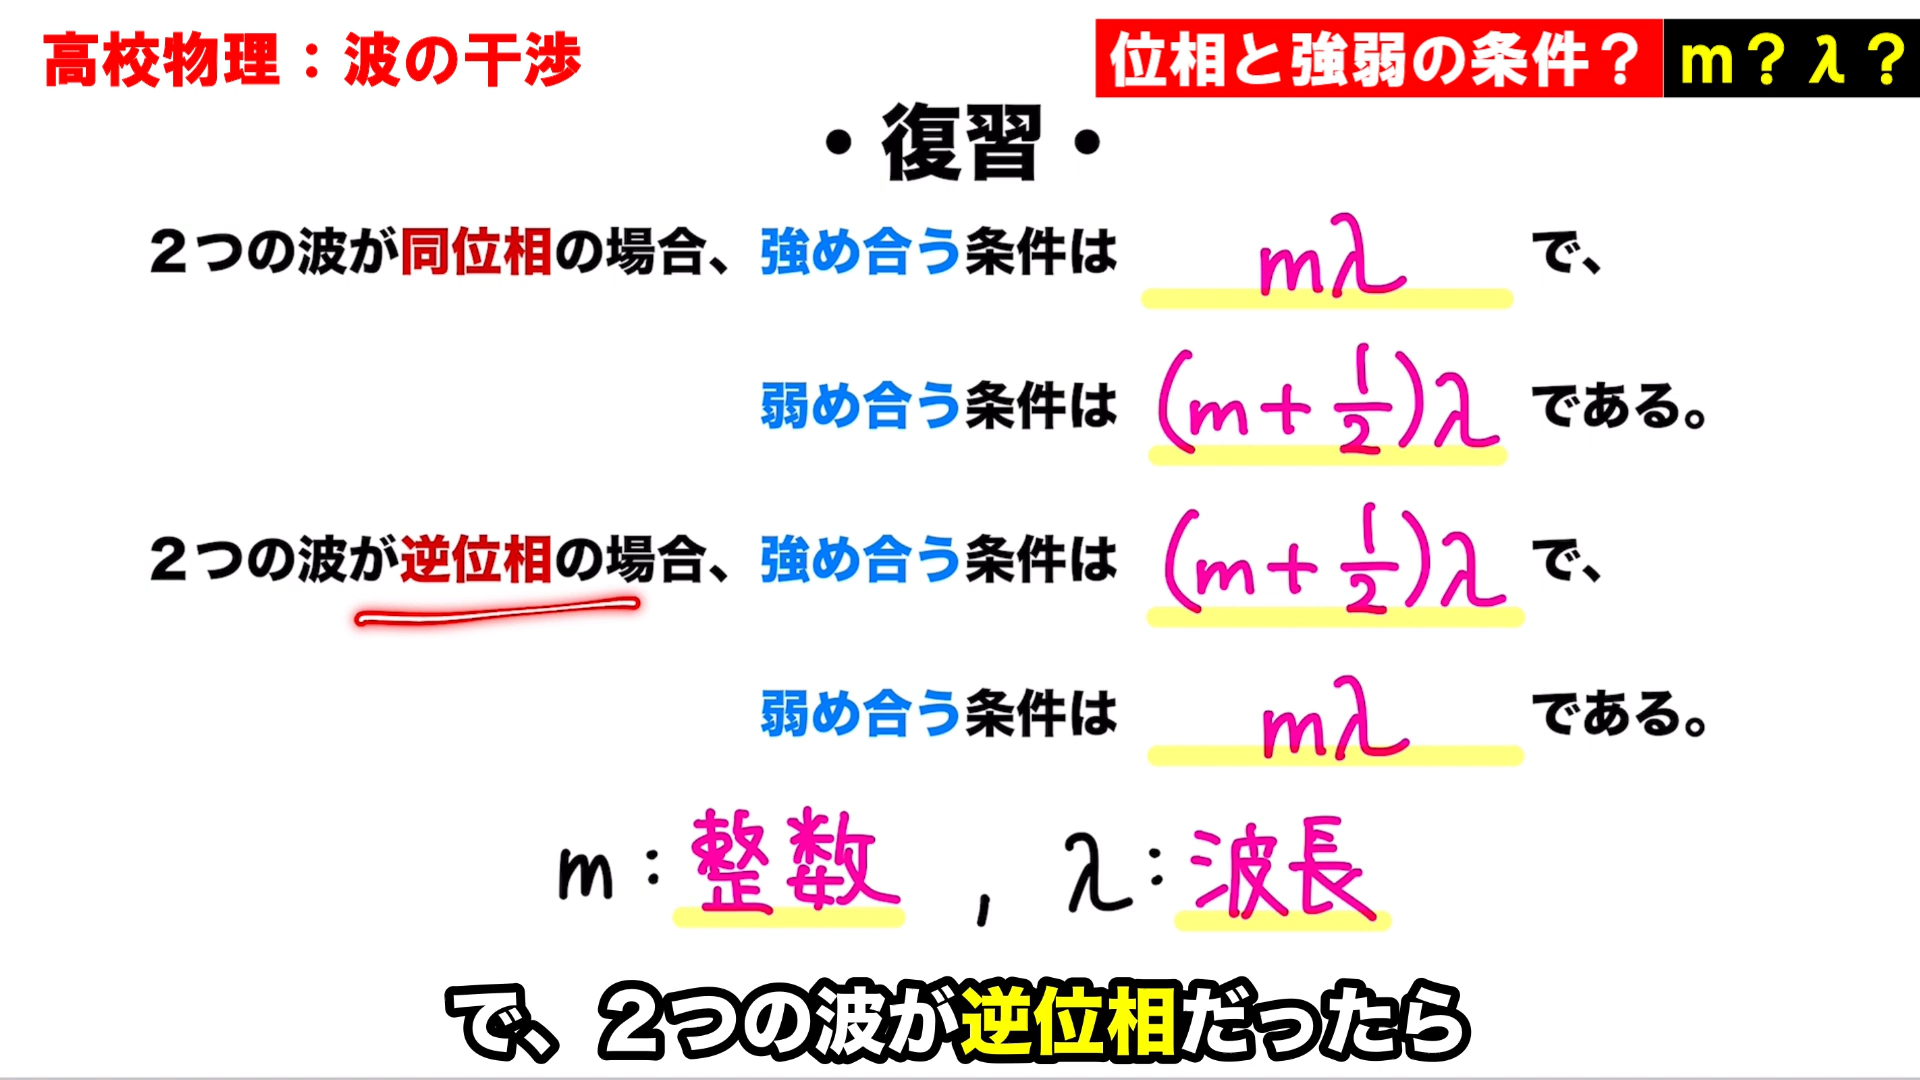 高校物理：波の干渉
位相と強弱の条件？ m？λ？
・復習・
２つの波が同位相の場合、強め合う条件は mλ で、
弱め合う条件は (m+1/2)λ である。
２つの波が逆位相の場合、強め合う条件は (m+1/2)λ で、
弱め合う条件は mλ である。
m：整数 , λ：波長
で、２つの波が逆位相だったら